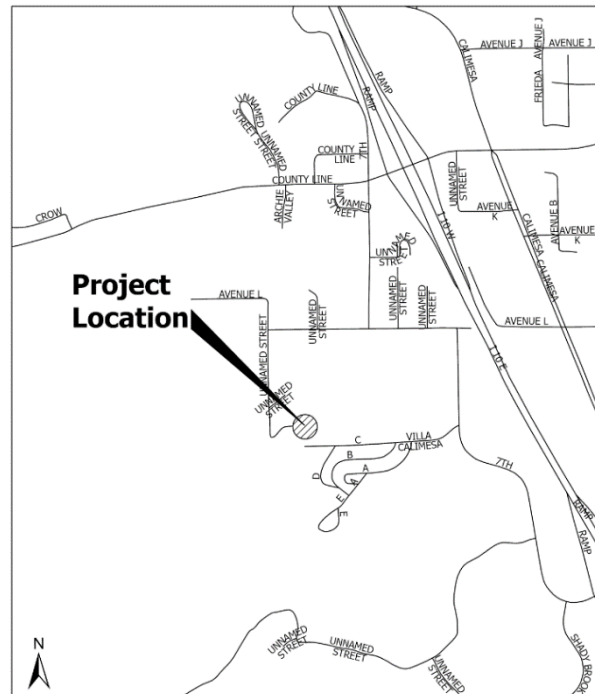 AVENUE J
AVENUE J
AVENUE J
CALIMESA
FRIEDA
RAMP
RAMP
COUNTY LINE
UNNAMED
STREET
UNNAMED
STREET
COUNTY
LINE
7TH
COUNTY LINE
UNNAMED
STREET
ARCHIE
VALLEY
UNNAMED
STREET
AVENUE
K
AVENUE B
CROW
I 10 W
CALIMESA
CALIMESA
AVENUE
K
UNNAMED
STREET
Project
Location
AVENUE L
UNNAMED
STREET
UNNAMED
STREET
UNNAMED
STREET
AVENUE L
UNNAMED STREET
I 10 E
UNNAMED
STREET
C
VILLA
CALIMESA
B
A
D
A
E
E
7TH
RAMP
RAMP
UNNAMED
STREET
UNNAMED
STREET
UNNAMED
STREET
SHADY BROOK
N